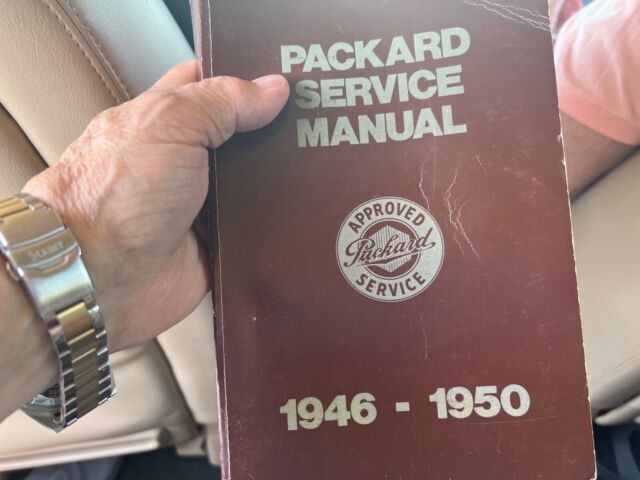 PACKARD
SERVICE
MANUAL
APPROVED
Packard
SERVICE
1946 - 1950